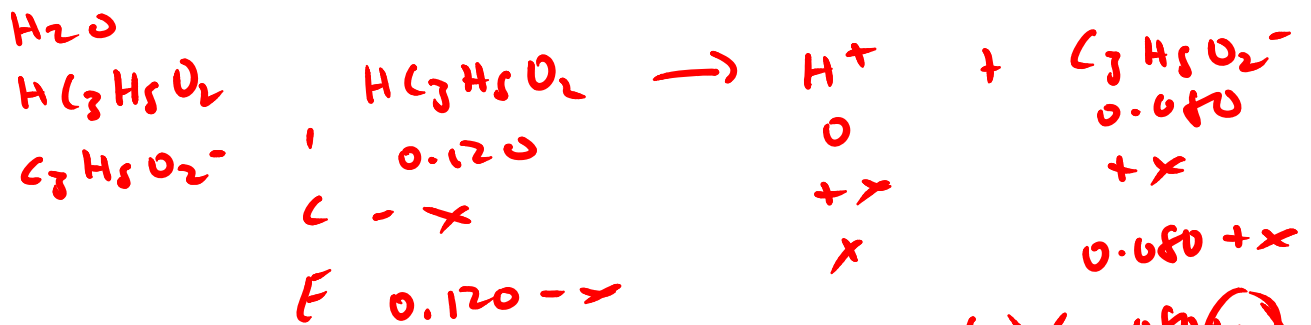 H2O
HC3H5O2
C3H5O2-
HC3H5O2 → H+ + C3H5O2-
I 0.120 0 0.080
C -x +x +x
E 0.120-x x 0.080+x